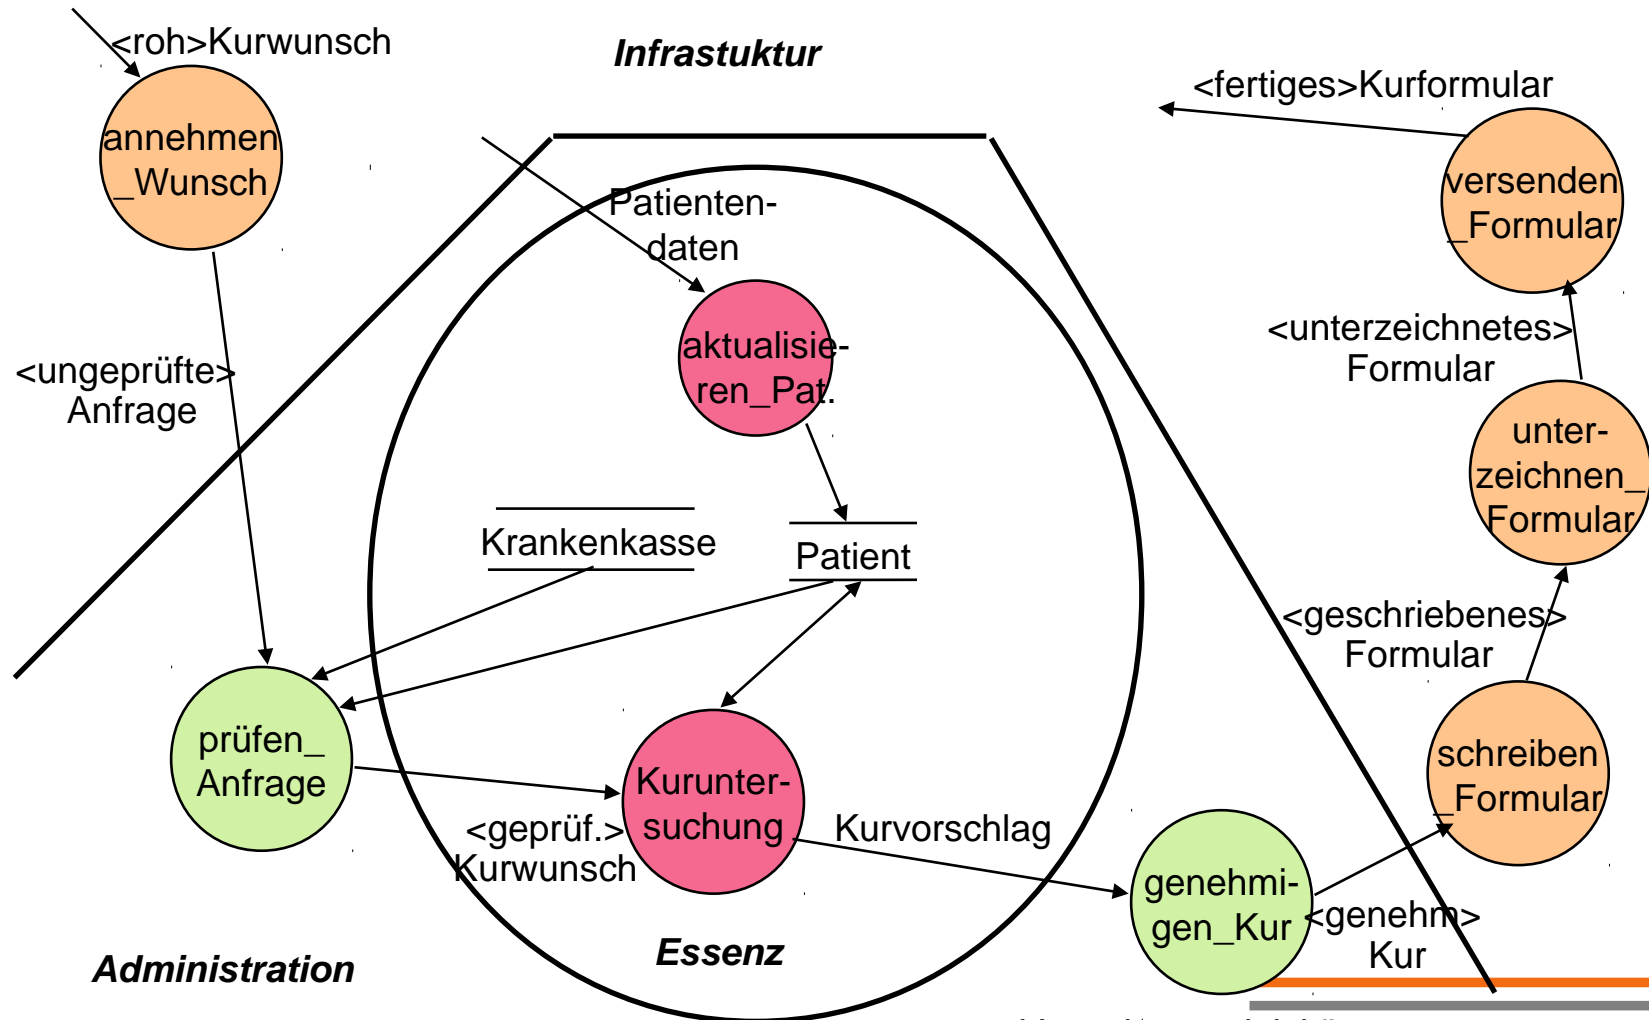 <roh>Kurwunsch
Infrastuktur
<fertiges>Kurformular
annehmen
_Wunsch
versenden
_Formular
Patienten-
daten
<ungeprüfte>
Anfrage
aktualisie-
ren_Pat.
<unterzeichnetes>
Formular
unter-
zeichnen_
Formular
Krankenkasse
Patient
<geschriebenes>
Formular
prüfen_
Anfrage
Kurunter-
suchung
<geprüf.>
Kurwunsch
Kurvorschlag
schreiben
_Formular
genehmi-
gen_Kur
<genehm>
Kur
Essenz
Administration